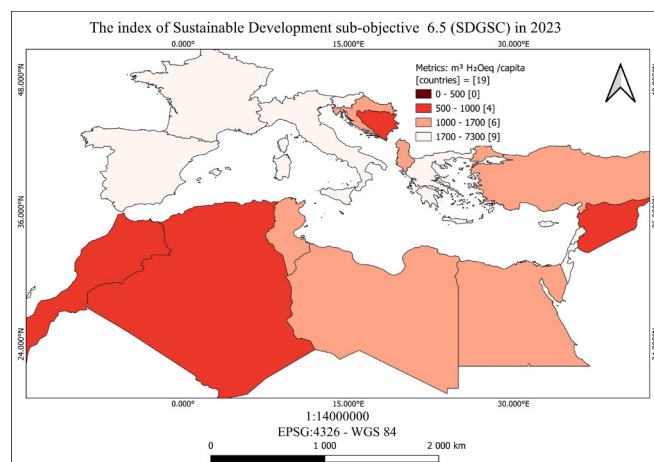 The index of Sustainable Development sub-objective 6.5 (SDGSC) in 2023
0.000°E 15.000°E 30.000°E
48.000°N
36.000°N
24.000°N
Metrics: m³ H₂Oeq /capita
[countries] = [19]
0 - 500 [0]
500 - 1000 [4]
1000 - 1700 [6]
1700 - 7300 [9]
0.000°E 15.000°E 30.000°E
1:14000000
EPSG:4326 - WGS 84
0 1 000 2 000 km